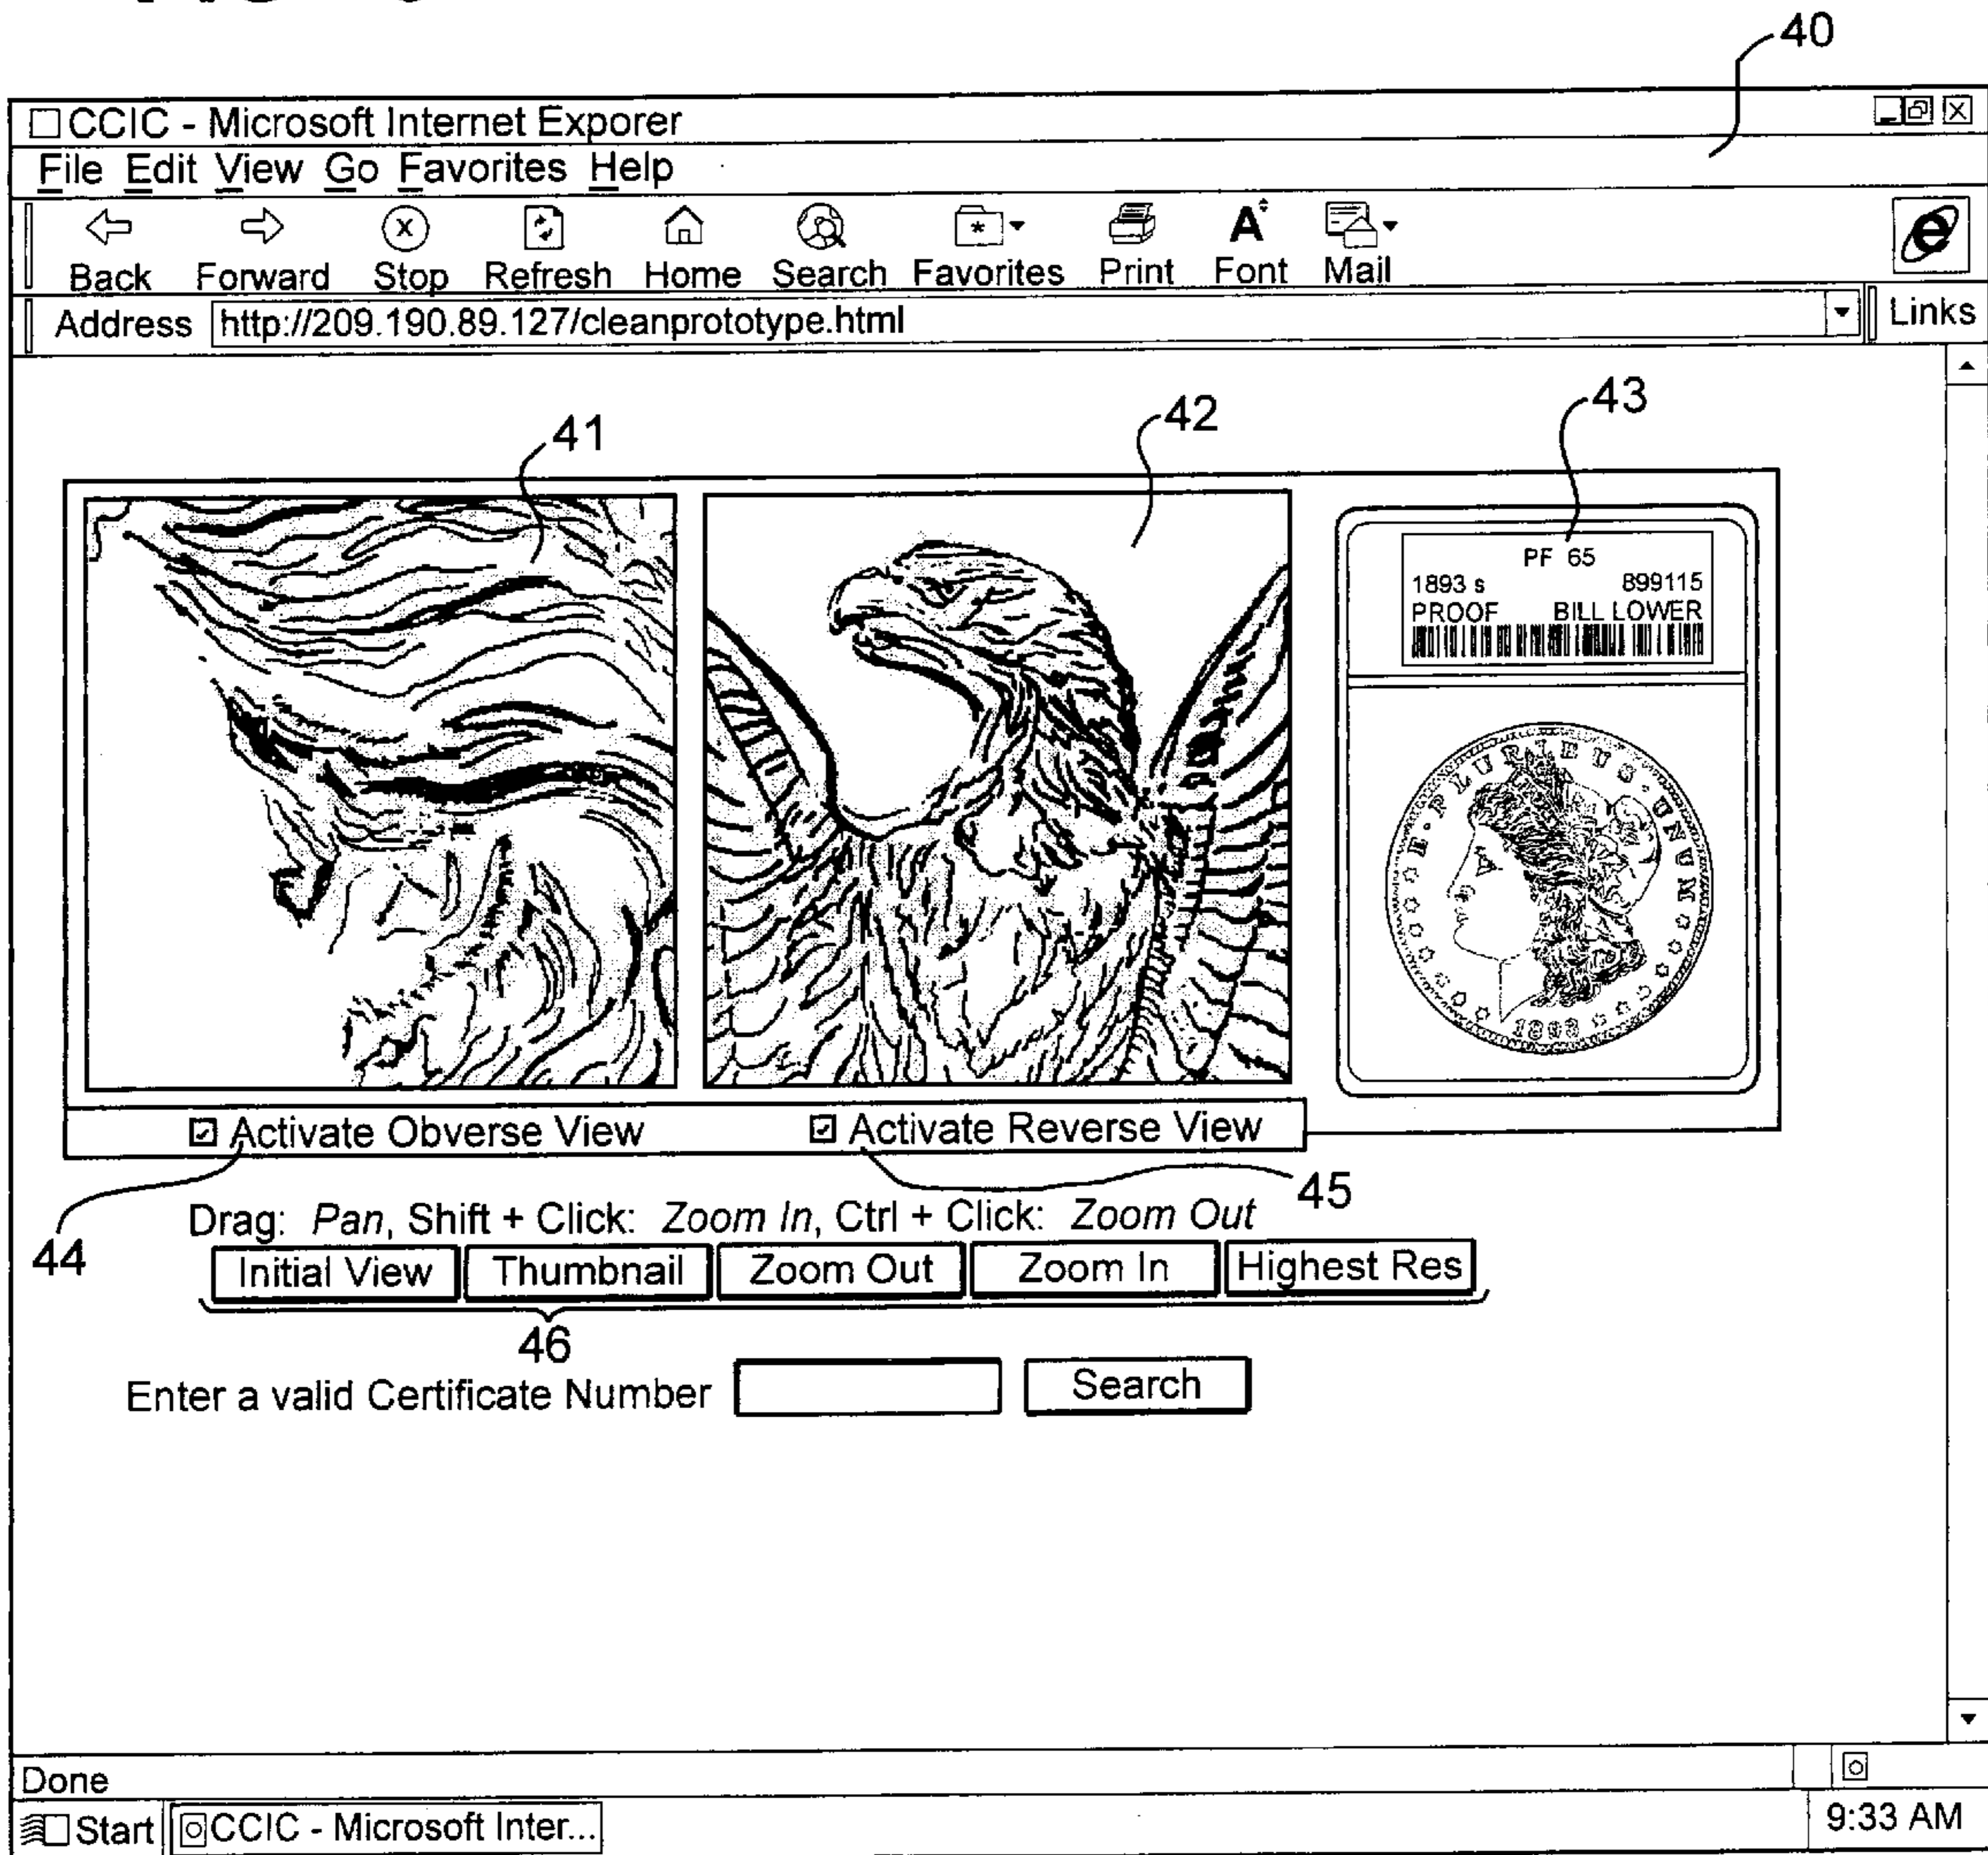 40
CCIC - Microsoft Internet Exporer
File Edit View Go Favorites Help
Back Forward Stop Refresh Home Search Favorites Print Font Mail
Address http://209.190.89.127/cleanprototype.html Links
41 42 43
PF 65
1893 s 899115
PROOF BILL LOWER
E·PLURIBUS·UNUM
Activate Obverse View Activate Reverse View
44 45
Drag: Pan, Shift + Click: Zoom In, Ctrl + Click: Zoom Out
Initial View Thumbnail Zoom Out Zoom In Highest Res
46
Enter a valid Certificate Number Search
Done
Start CCIC - Microsoft Inter... 9:33 AM